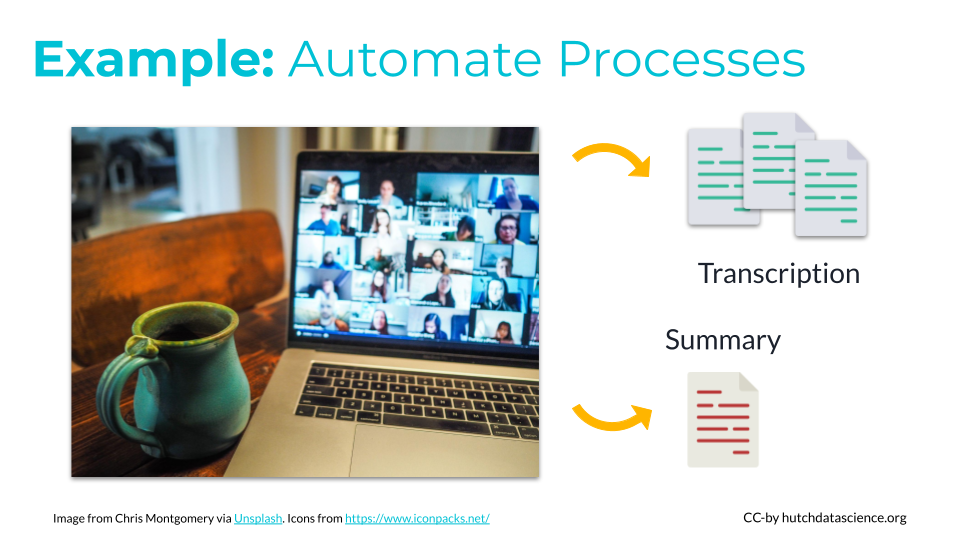 Example: Automate Processes
Transcription
Summary
Image from Chris Montgomery via Unsplash. Icons from https://www.iconpacks.net/
CC-by hutchdatascience.org